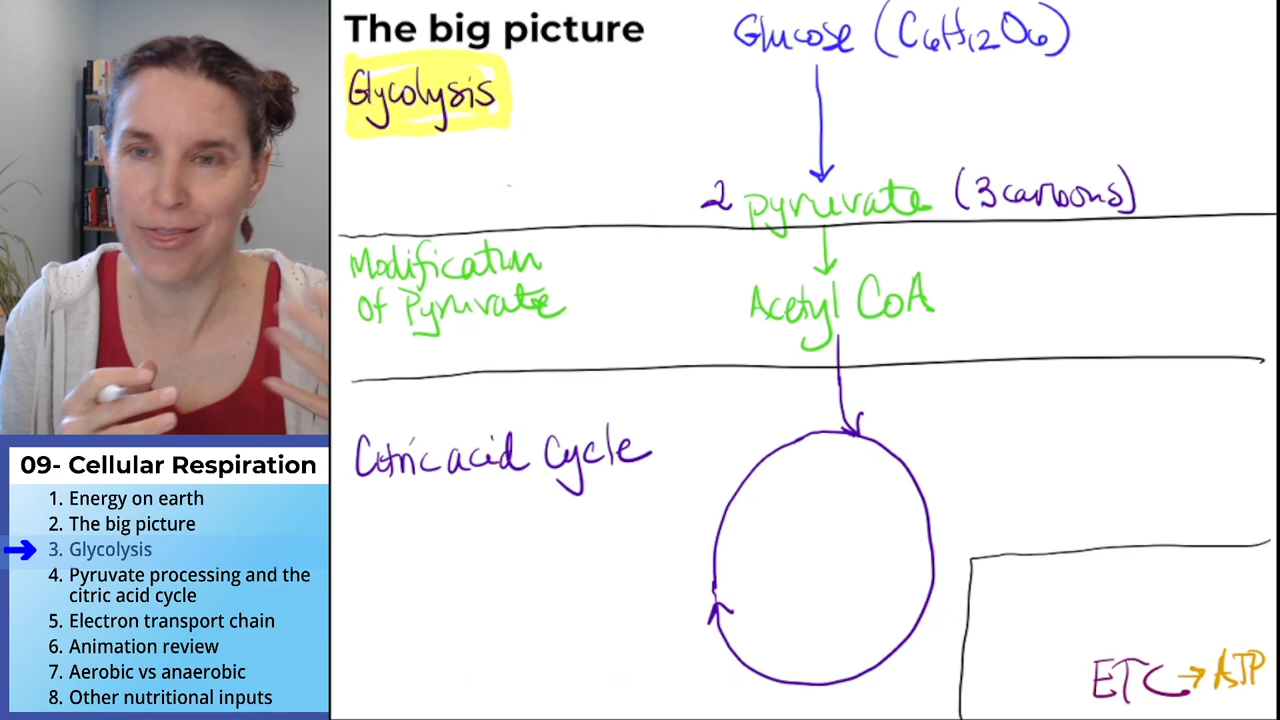 The big picture
Glucose (C6H12O6)
Glycolysis
2 pyruvate (3 carbons)
Modification
Of Pyruvate
Acetyl CoA
Citric acid Cycle
ETC → ATP
09- Cellular Respiration
1. Energy on earth
2. The big picture
3. Glycolysis
4. Pyruvate processing and the
citric acid cycle
5. Electron transport chain
6. Animation review
7. Aerobic vs anaerobic
8. Other nutritional inputs